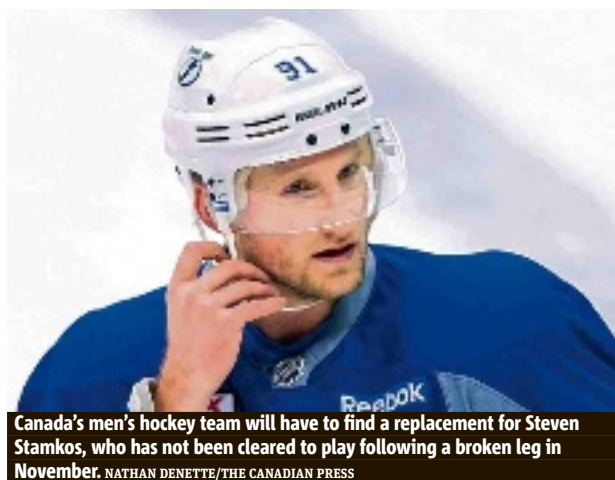 91
Reebok
Canada's men's hockey team will have to find a replacement for Steven
Stamkos, who has not been cleared to play following a broken leg in
November. NATHAN DENETTE/THE CANADIAN PRESS